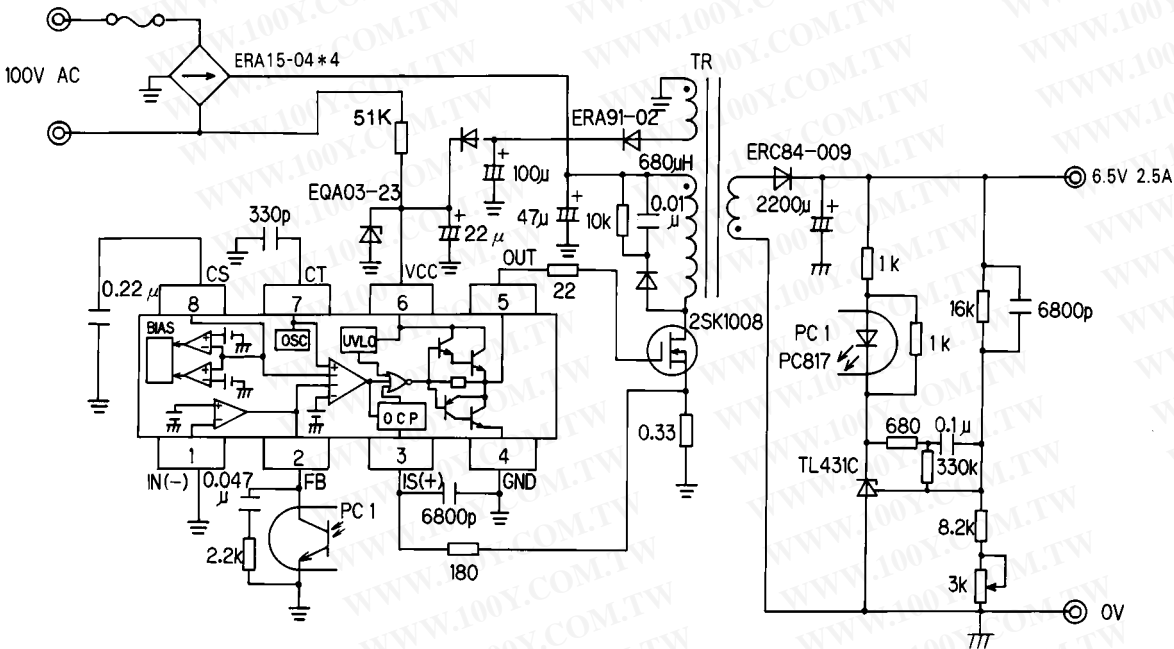 100V AC
ERA15-04*4
51K
EQA03-23
330p
0.22μ
22μ
100μ
ERA91-02
TR
680μH
47μ
10k
0.01
μ
ERC84-009
2200μ
6.5V 2.5A
CS
CT
VCC
OUT
8
7
6
5
22
2SK1008
BIAS
OSC
UVLO
OCP
1
2
3
4
IN(-)
FB
IS(+)
GND
0.047
μ
2.2k
PC1
6800p
180
0.33
1k
PC1
PC817
1k
16k
6800p
680
0.1μ
330k
TL431C
8.2k
3k
0V
WWW.100Y.COM.TW